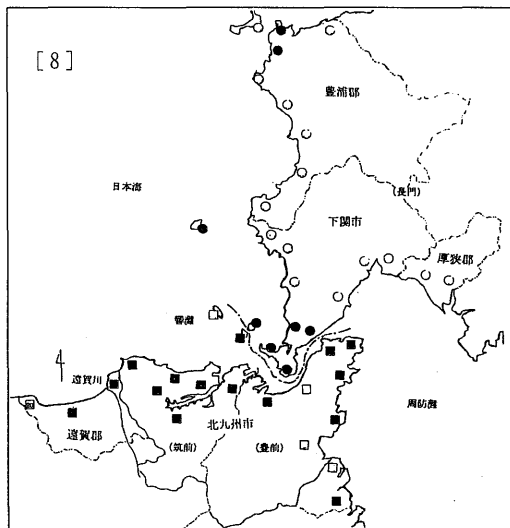 [8]
豊浦郡
日本海
(長門)
下関市
厚狭郡
響灘
遠賀川
周防灘
北九州市
遠賀郡
(筑前)
(豊前)